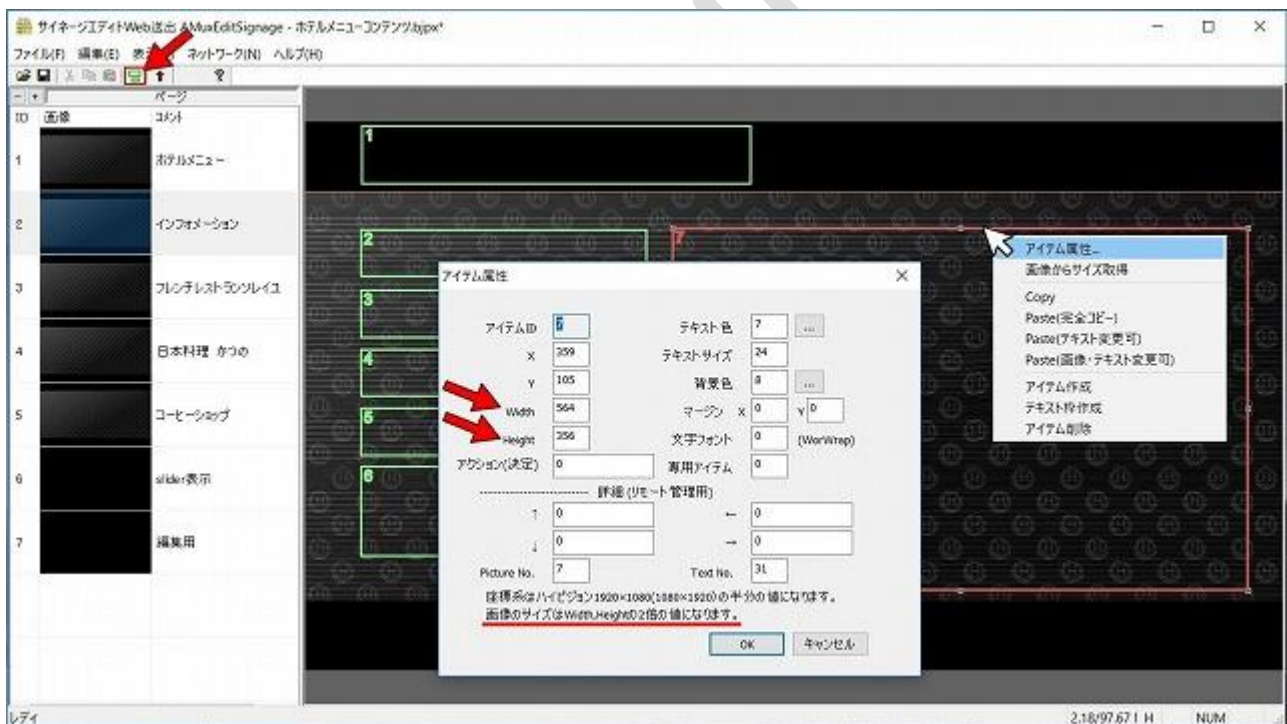 サイネージエディトWeb送出 AMuxEditSignage - ホテルメニューコンテンツ.bjpx*
ファイル(F) 編集(E) ネットワーク(N) ヘルプ(H)
- + ページ
ID 画像 コメント
1 ホテルメニュー
2 インフォメーション
3 フレンチレストランソレイユ
4 日本料理 かつの
5 コーヒーショップ
6 slider表示
7 編集用
1
2
3
4
5
6
7
アイテム属性...
画像からサイズ取得
Copy
Paste(完全コピー)
Paste(テキスト変更可)
Paste(画像・テキスト変更可)
アイテム作成
テキスト枠作成
アイテム削除
アイテム属性
アイテムID 7 テキスト色 7 ...
X 359 テキストサイズ 24
Y 105 背景色 8 ...
Width 564 マージン X 0 Y 0
Height 356 文字フォント 0 (WorWrap)
アクション(決定) 0 専用アイテム 0
詳細(リモート管理用)
↑ 0 ← 0
↓ 0 → 0
Picture No. 7 Text No. 31
座標系はハイビジョン1920×1080(1080×1920)の半分の値になります。
画像のサイズはWidth,Heightの2倍の値になります。
OK キャンセル
レディ 2.18/97.671 H NUM